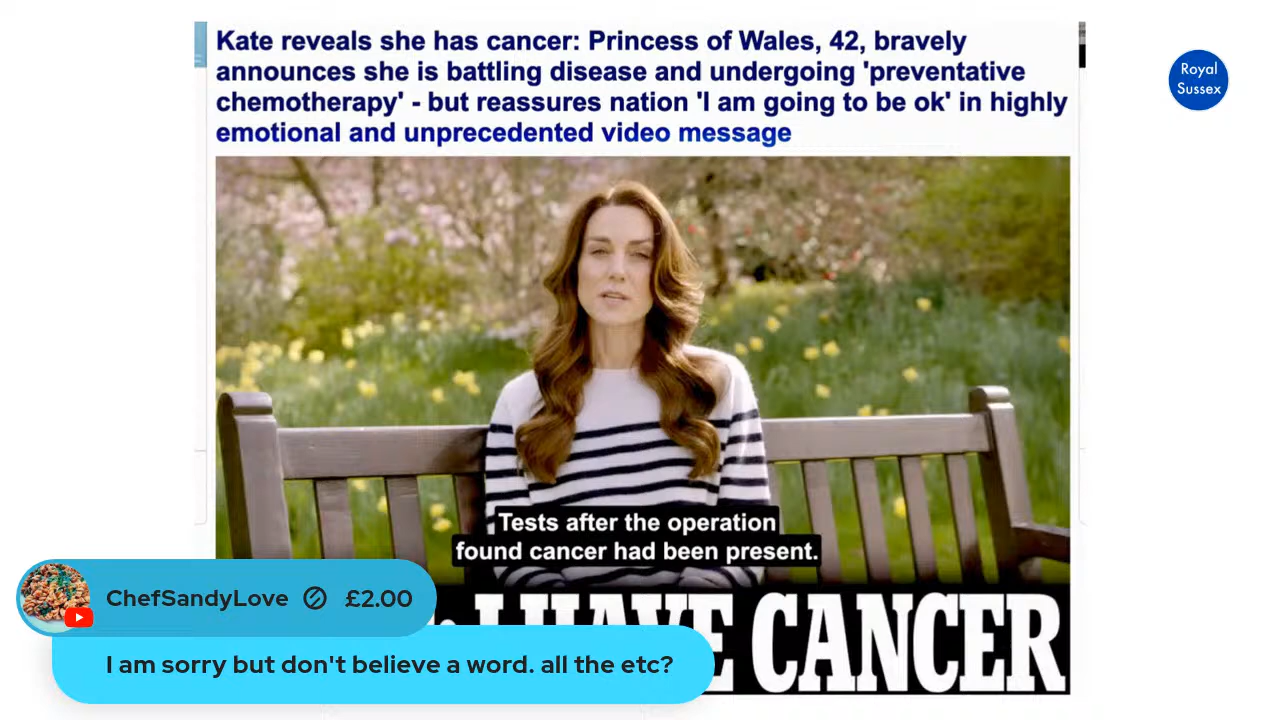 Kate reveals she has cancer: Princess of Wales, 42, bravely
announces she is battling disease and undergoing 'preventative
chemotherapy' - but reassures nation 'I am going to be ok' in highly
emotional and unprecedented video message
Royal
Sussex
Tests after the operation
found cancer had been present.
I HAVE CANCER
ChefSandyLove £2.00
I am sorry but don't believe a word. all the etc?